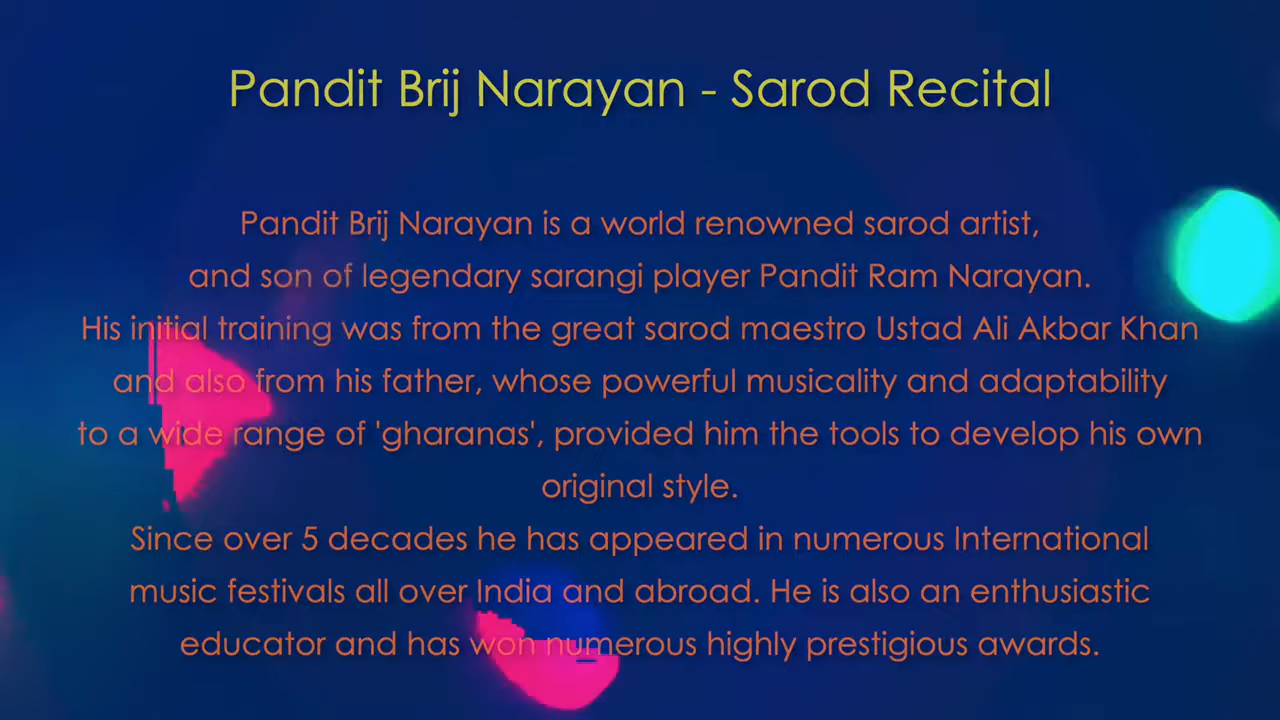 Pandit Brij Narayan - Sarod Recital
Pandit Brij Narayan is a world renowned sarod artist,
and son of legendary sarangi player Pandit Ram Narayan.
His initial training was from the great sarod maestro Ustad Ali Akbar Khan
and also from his father, whose powerful musicality and adaptability
to a wide range of 'gharanas', provided him the tools to develop his own
original style.
Since over 5 decades he has appeared in numerous International
music festivals all over India and abroad. He is also an enthusiastic
educator and has won numerous highly prestigious awards.